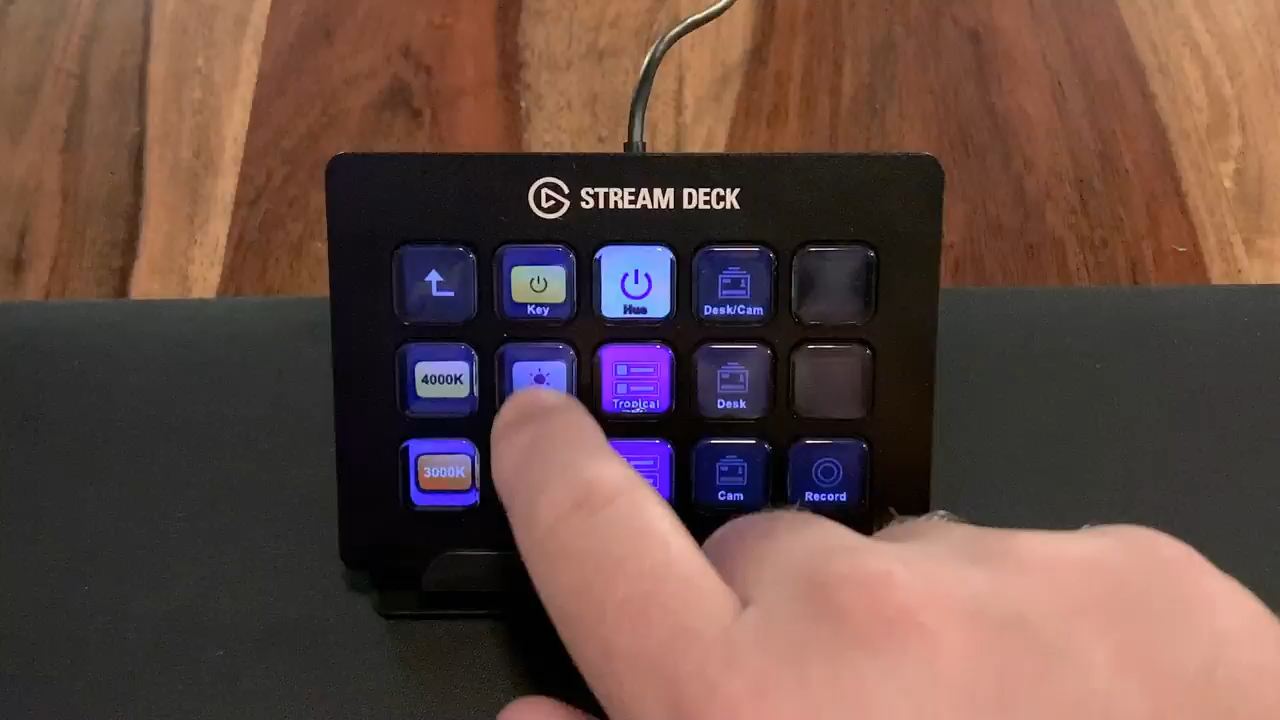 STREAM DECK
Key
Hue
Desk/Cam
4000K
Tropical
Desk
3000K
Cam
Record